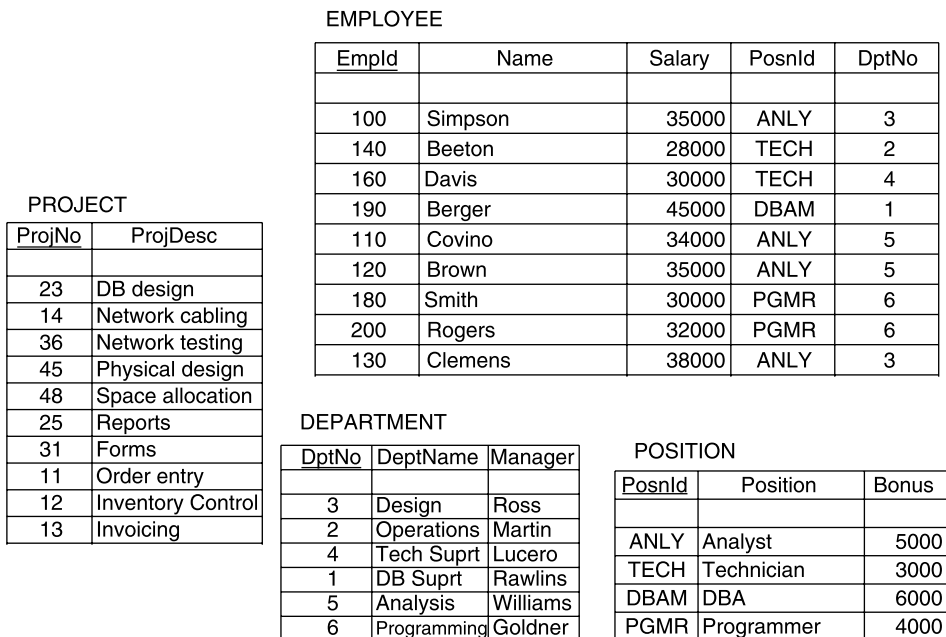 EMPLOYEE
EmpId Name Salary PosnId DptNo
100 Simpson 35000 ANLY 3
140 Beeton 28000 TECH 2
160 Davis 30000 TECH 4
190 Berger 45000 DBAM 1
110 Covino 34000 ANLY 5
120 Brown 35000 ANLY 5
180 Smith 30000 PGMR 6
200 Rogers 32000 PGMR 6
130 Clemens 38000 ANLY 3
PROJECT
ProjNo ProjDesc
23 DB design
14 Network cabling
36 Network testing
45 Physical design
48 Space allocation
25 Reports
31 Forms
11 Order entry
12 Inventory Control
13 Invoicing
DEPARTMENT
DptNo DeptName Manager
3 Design Ross
2 Operations Martin
4 Tech Suprt Lucero
1 DB Suprt Rawlins
5 Analysis Williams
6 Programming Goldner
POSITION
PosnId Position Bonus
ANLY Analyst 5000
TECH Technician 3000
DBAM DBA 6000
PGMR Programmer 4000